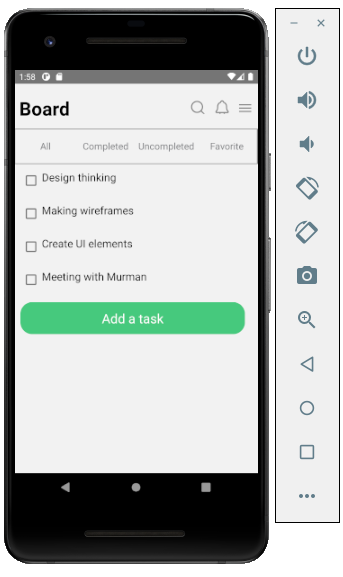 1:58
Board
All Completed Uncompleted Favorite
Design thinking
Making wireframes
Create UI elements
Meeting with Murman
Add a task